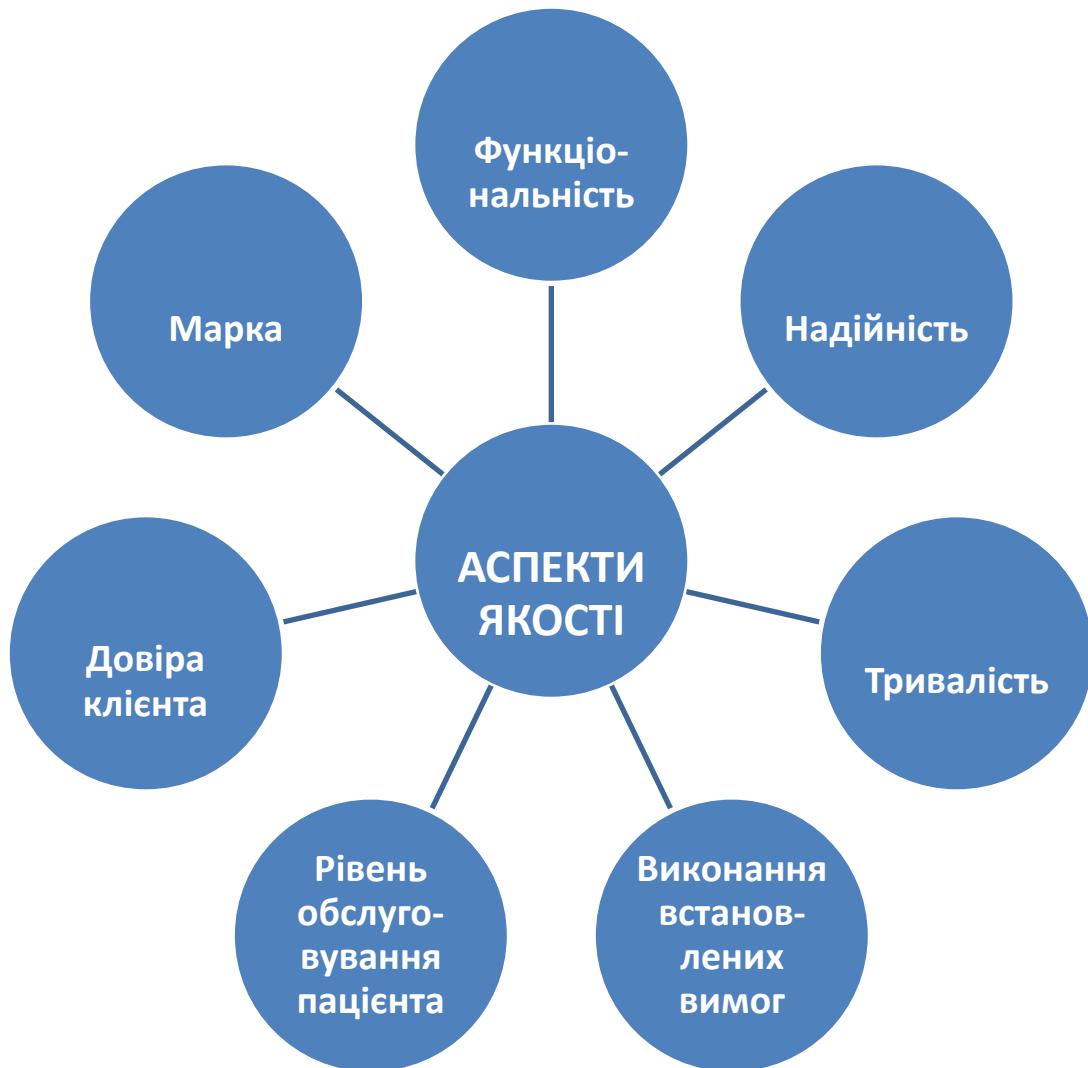 Функціо-
нальність
Марка
Надійність
АСПЕКТИ
ЯКОСТІ
Довіра
клієнта
Тривалість
Рівень
обслуго-
вування
пацієнта
Виконання
встанов-
лених
вимог